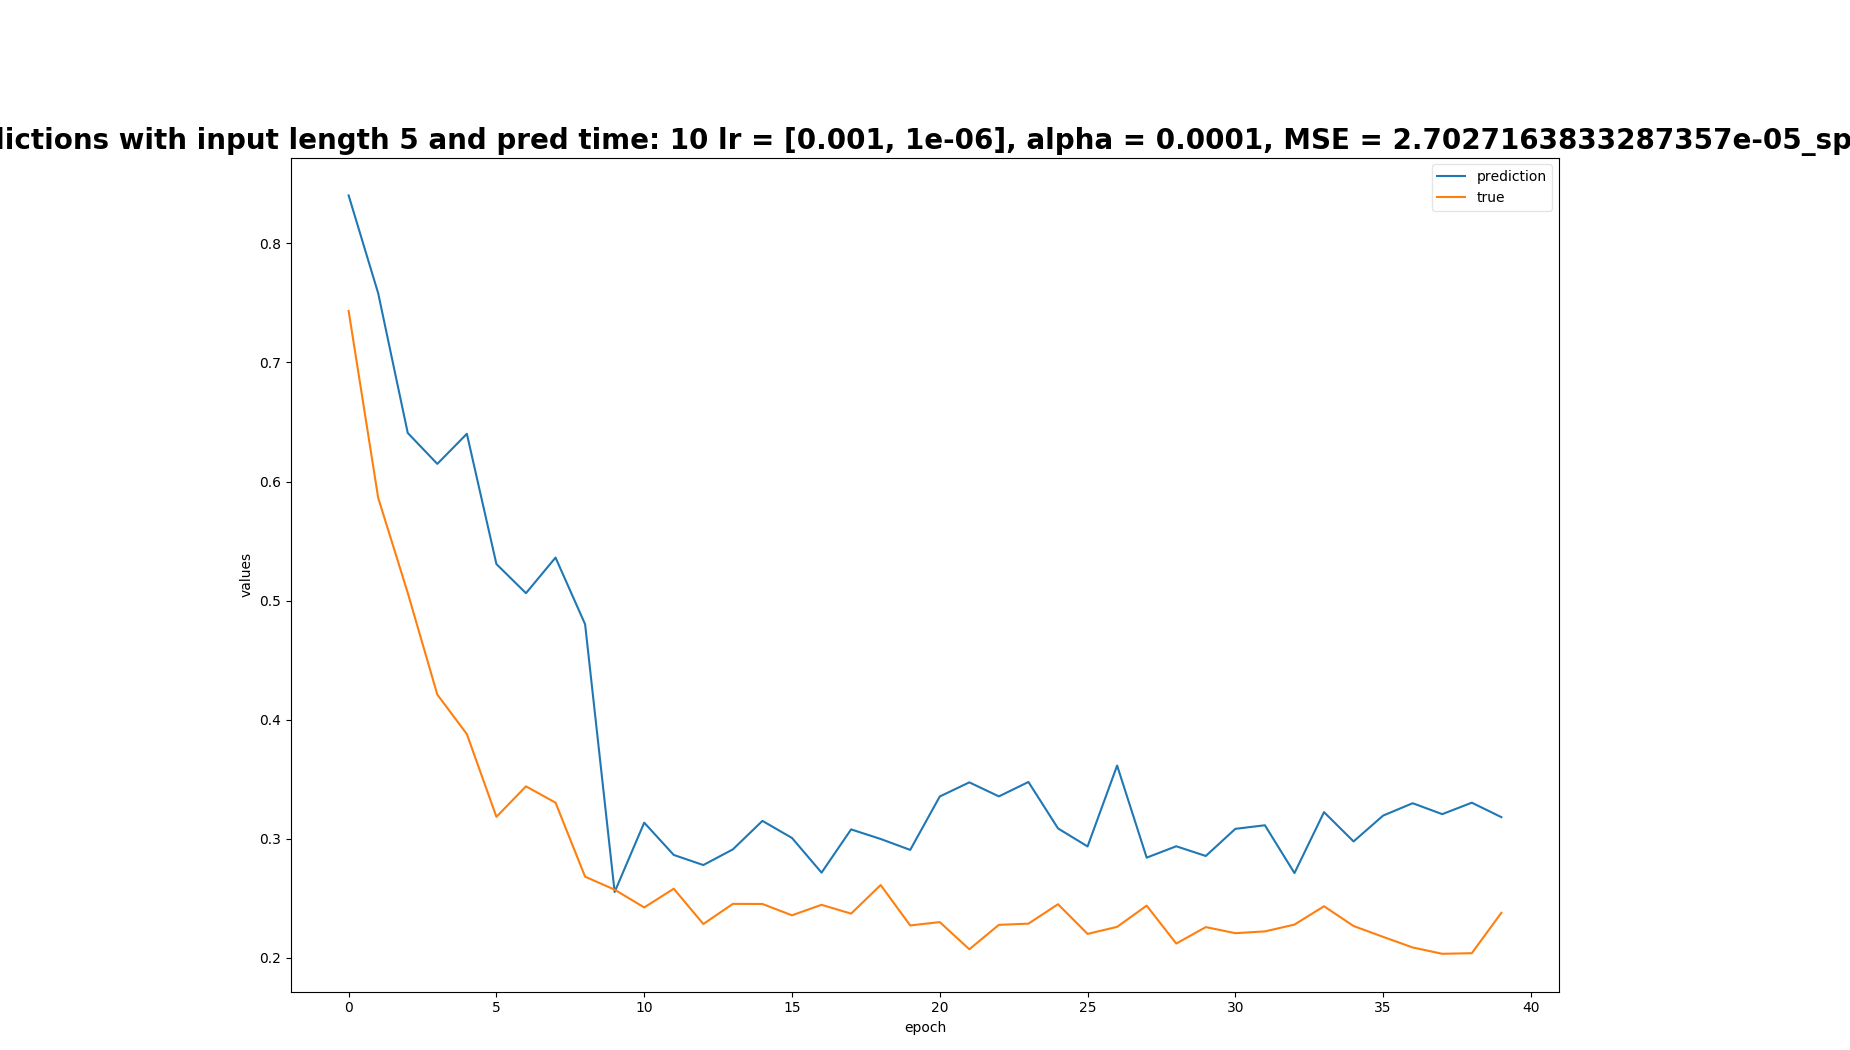 dictions with input length 5 and pred time: 10 lr = [0.001, 1e-06], alpha = 0.0001, MSE = 2.7027163833287357e-05_sp
prediction
true
0.8
0.7
0.6
0.5
0.4
0.3
0.2
values
0 5 10 15 20 25 30 35 40
epoch